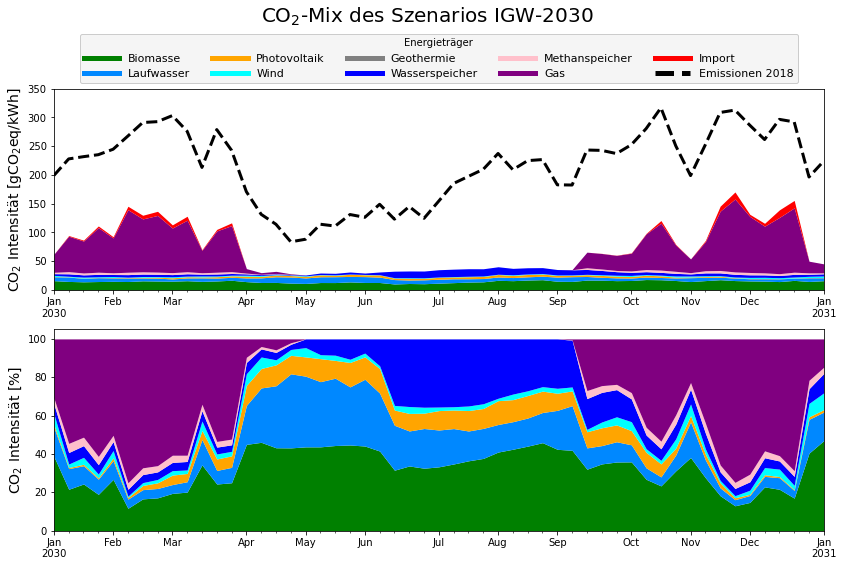 CO₂-Mix des Szenarios IGW-2030
Energieträger
Biomasse Photovoltaik Geothermie Methanspeicher Import
Laufwasser Wind Wasserspeicher Gas Emissionen 2018
CO₂ Intensität [gCO₂eq/kWh]
350
300
250
200
150
100
50
0
Jan Feb Mar Apr May Jun Jul Aug Sep Oct Nov Dec Jan
2030 2031
CO₂ Intensität [%]
100
80
60
40
20
0
Jan Feb Mar Apr May Jun Jul Aug Sep Oct Nov Dec Jan
2030 2031